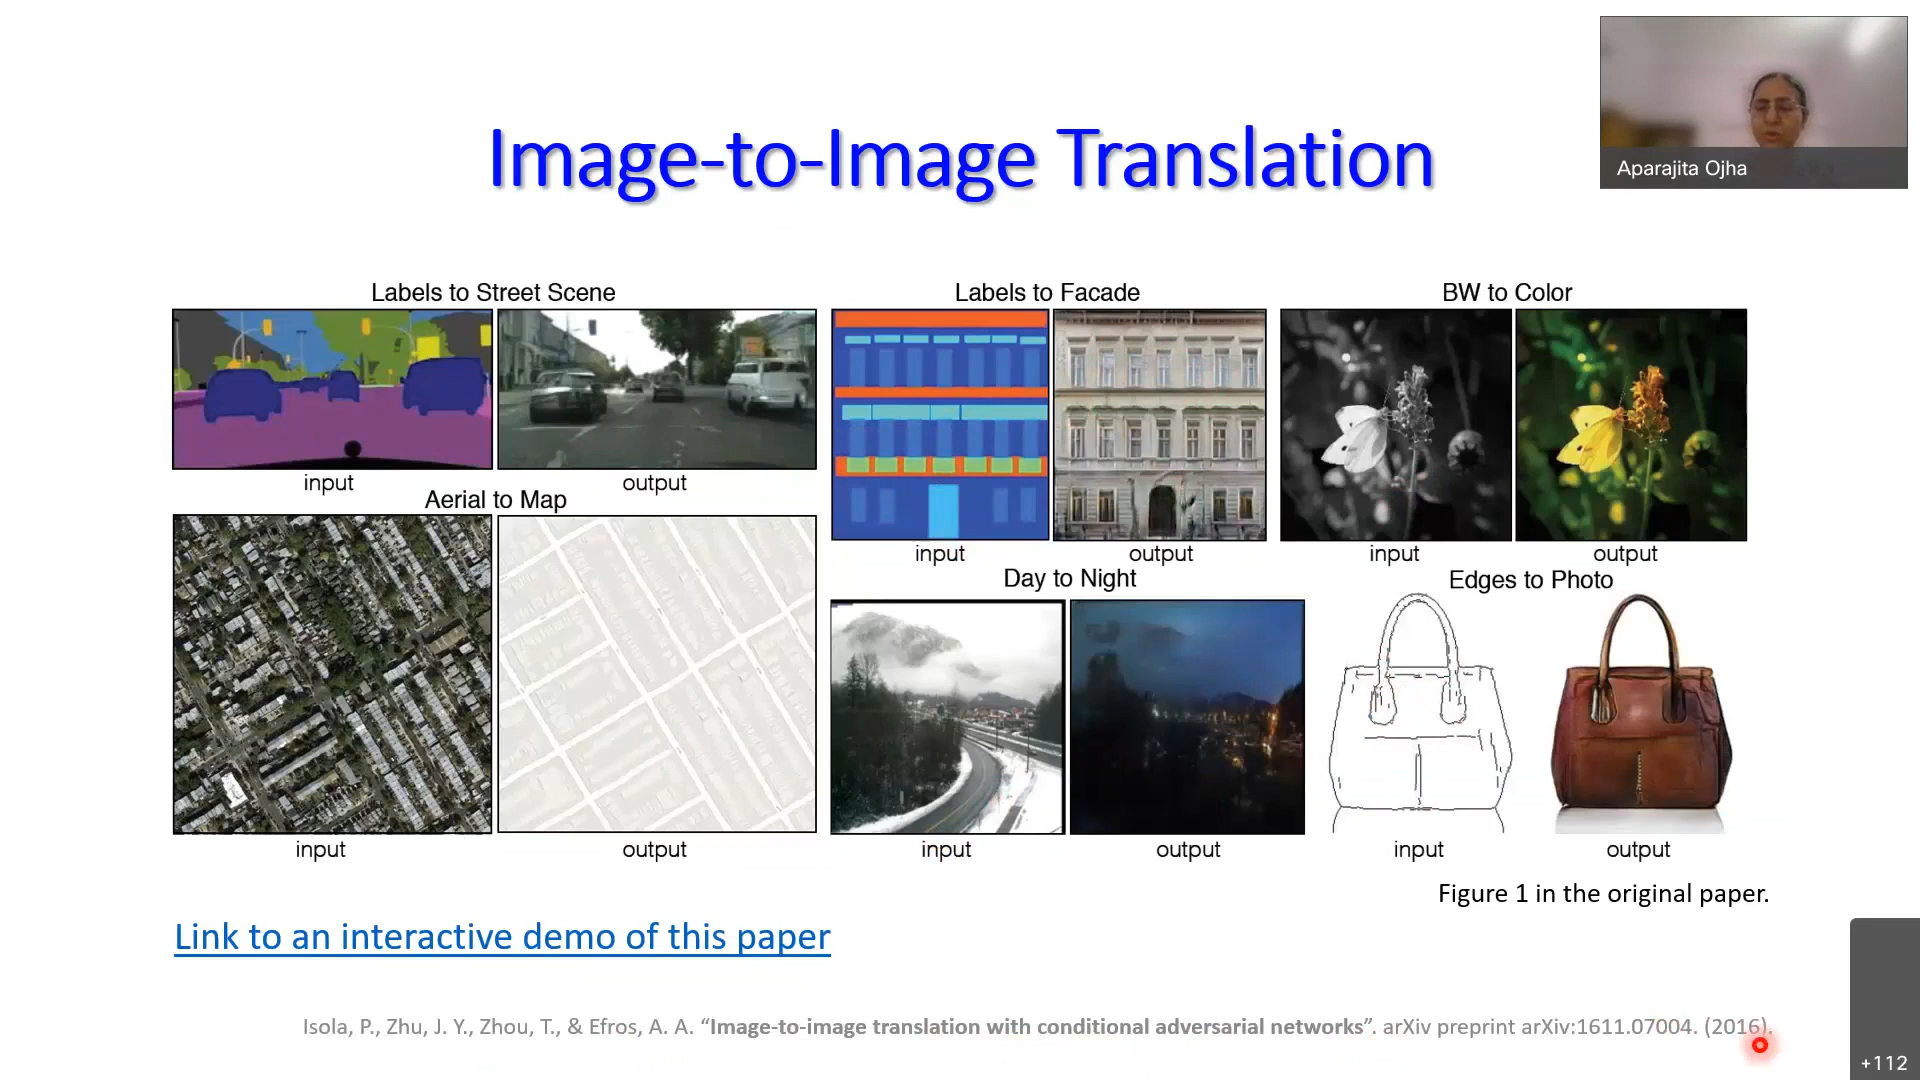 Image-to-Image Translation
Aparajita Ojha
Labels to Street Scene
input
output
Aerial to Map
input
output
Labels to Facade
input
output
BW to Color
input
output
Day to Night
input
output
Edges to Photo
input
output
Figure 1 in the original paper.
Link to an interactive demo of this paper
Isola, P., Zhu, J. Y., Zhou, T., & Efros, A. A. “Image-to-image translation with conditional adversarial networks”. arXiv preprint arXiv:1611.07004. (2016).
+112